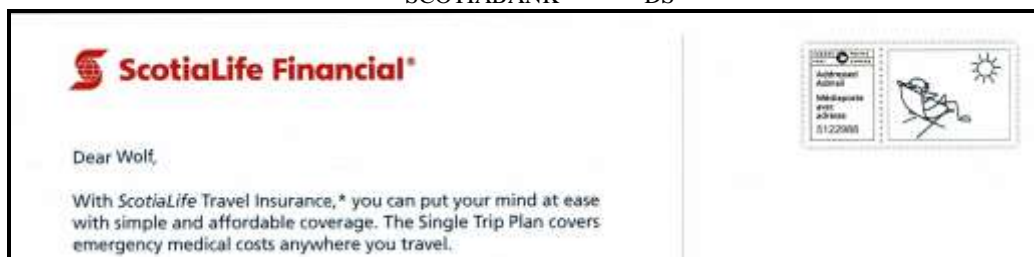 ScotiaLife Financial*
Dear Wolf,
With ScotiaLife Travel Insurance,* you can put your mind at ease
with simple and affordable coverage. The Single Trip Plan covers
emergency medical costs anywhere you travel.
Addressed
Admail
Médiaposte
avec
adresse
5122988